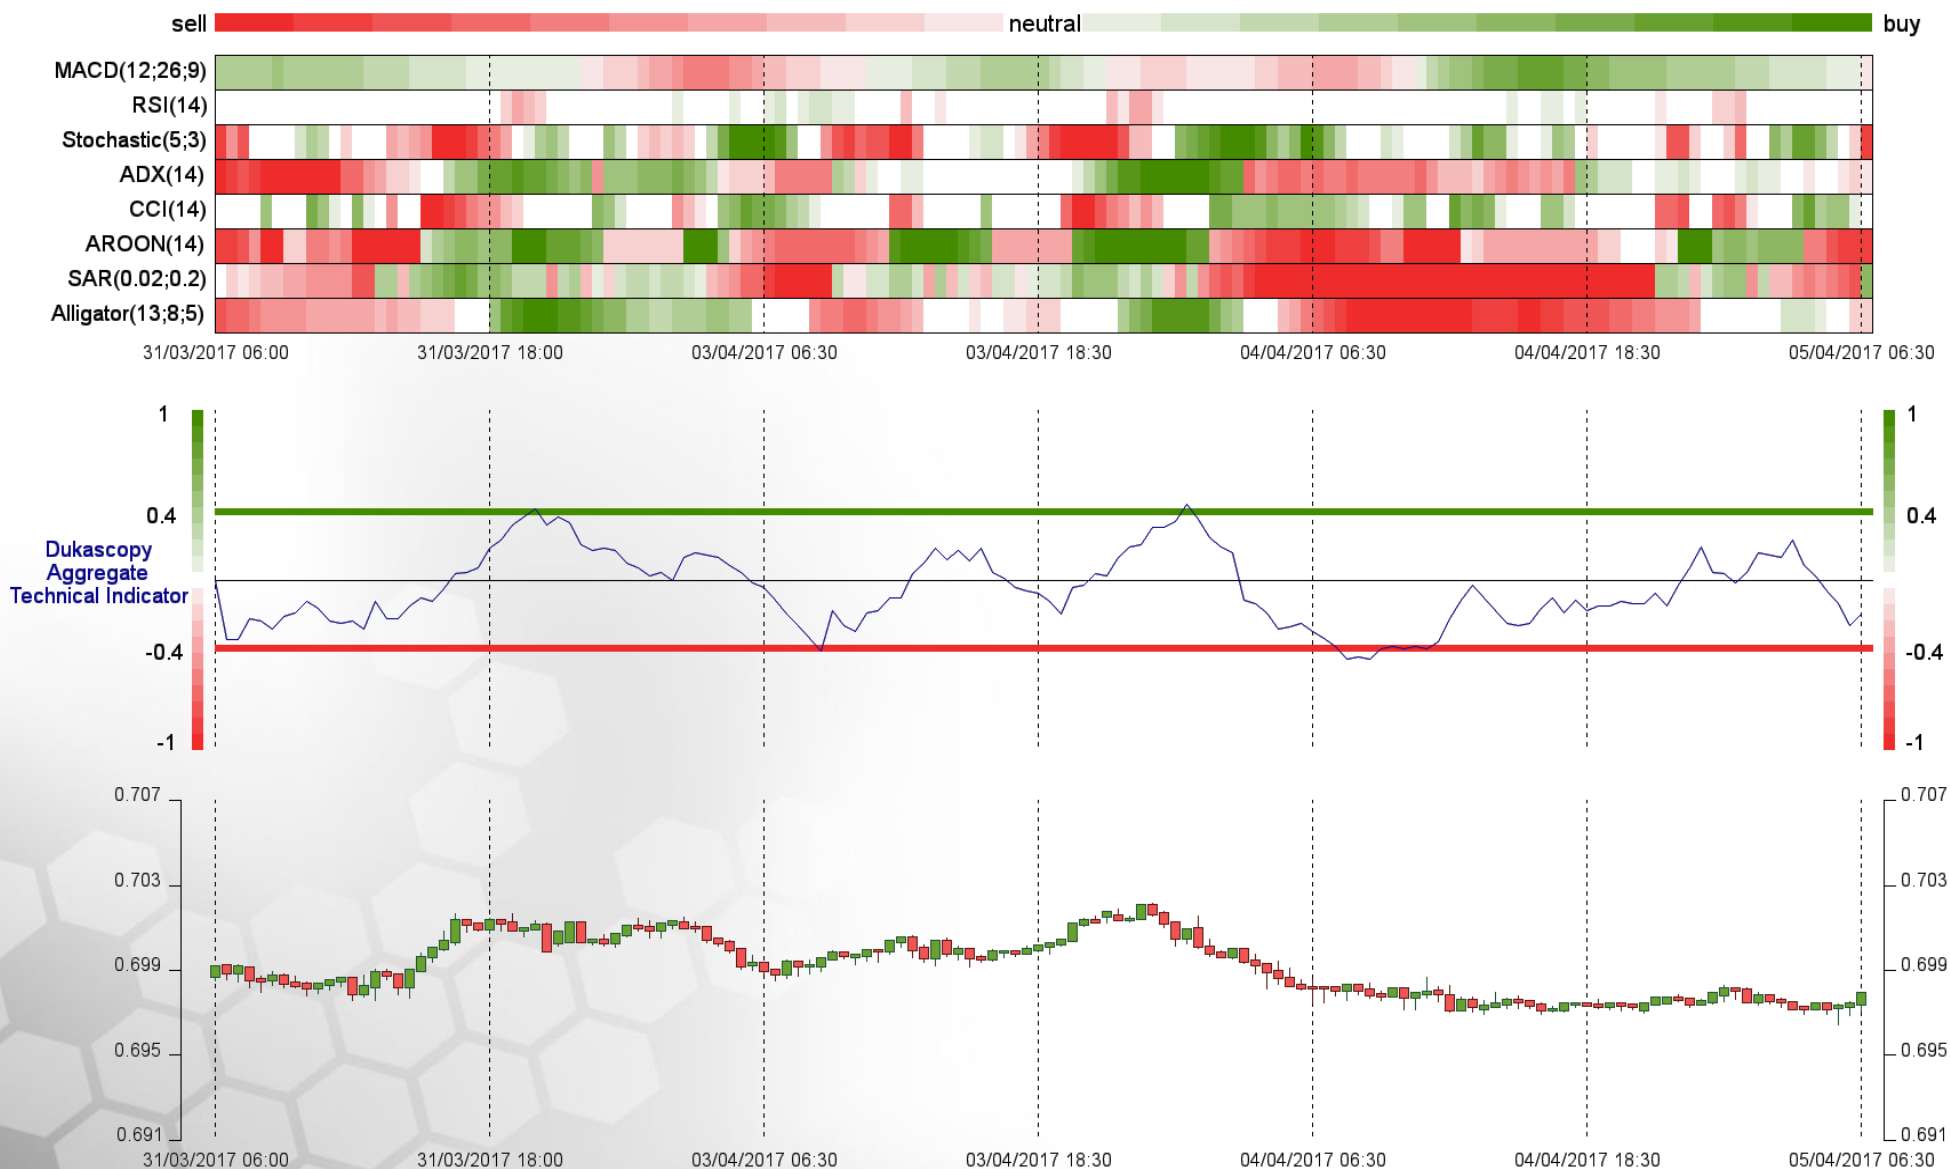 sell neutral buy
MACD(12;26;9)
RSI(14)
Stochastic(5;3)
ADX(14)
CCI(14)
AROON(14)
SAR(0.02;0.2)
Alligator(13;8;5)
31/03/2017 06:00 31/03/2017 18:00 03/04/2017 06:30 03/04/2017 18:30 04/04/2017 06:30 04/04/2017 18:30 05/04/2017 06:30
1 1
0.4 0.4
Dukascopy
Aggregate
Technical Indicator
-0.4 -0.4
-1 -1
0.707 0.707
0.703 0.703
0.699 0.699
0.695 0.695
0.691 0.691
31/03/2017 06:00 31/03/2017 18:00 03/04/2017 06:30 03/04/2017 18:30 04/04/2017 06:30 04/04/2017 18:30 05/04/2017 06:30